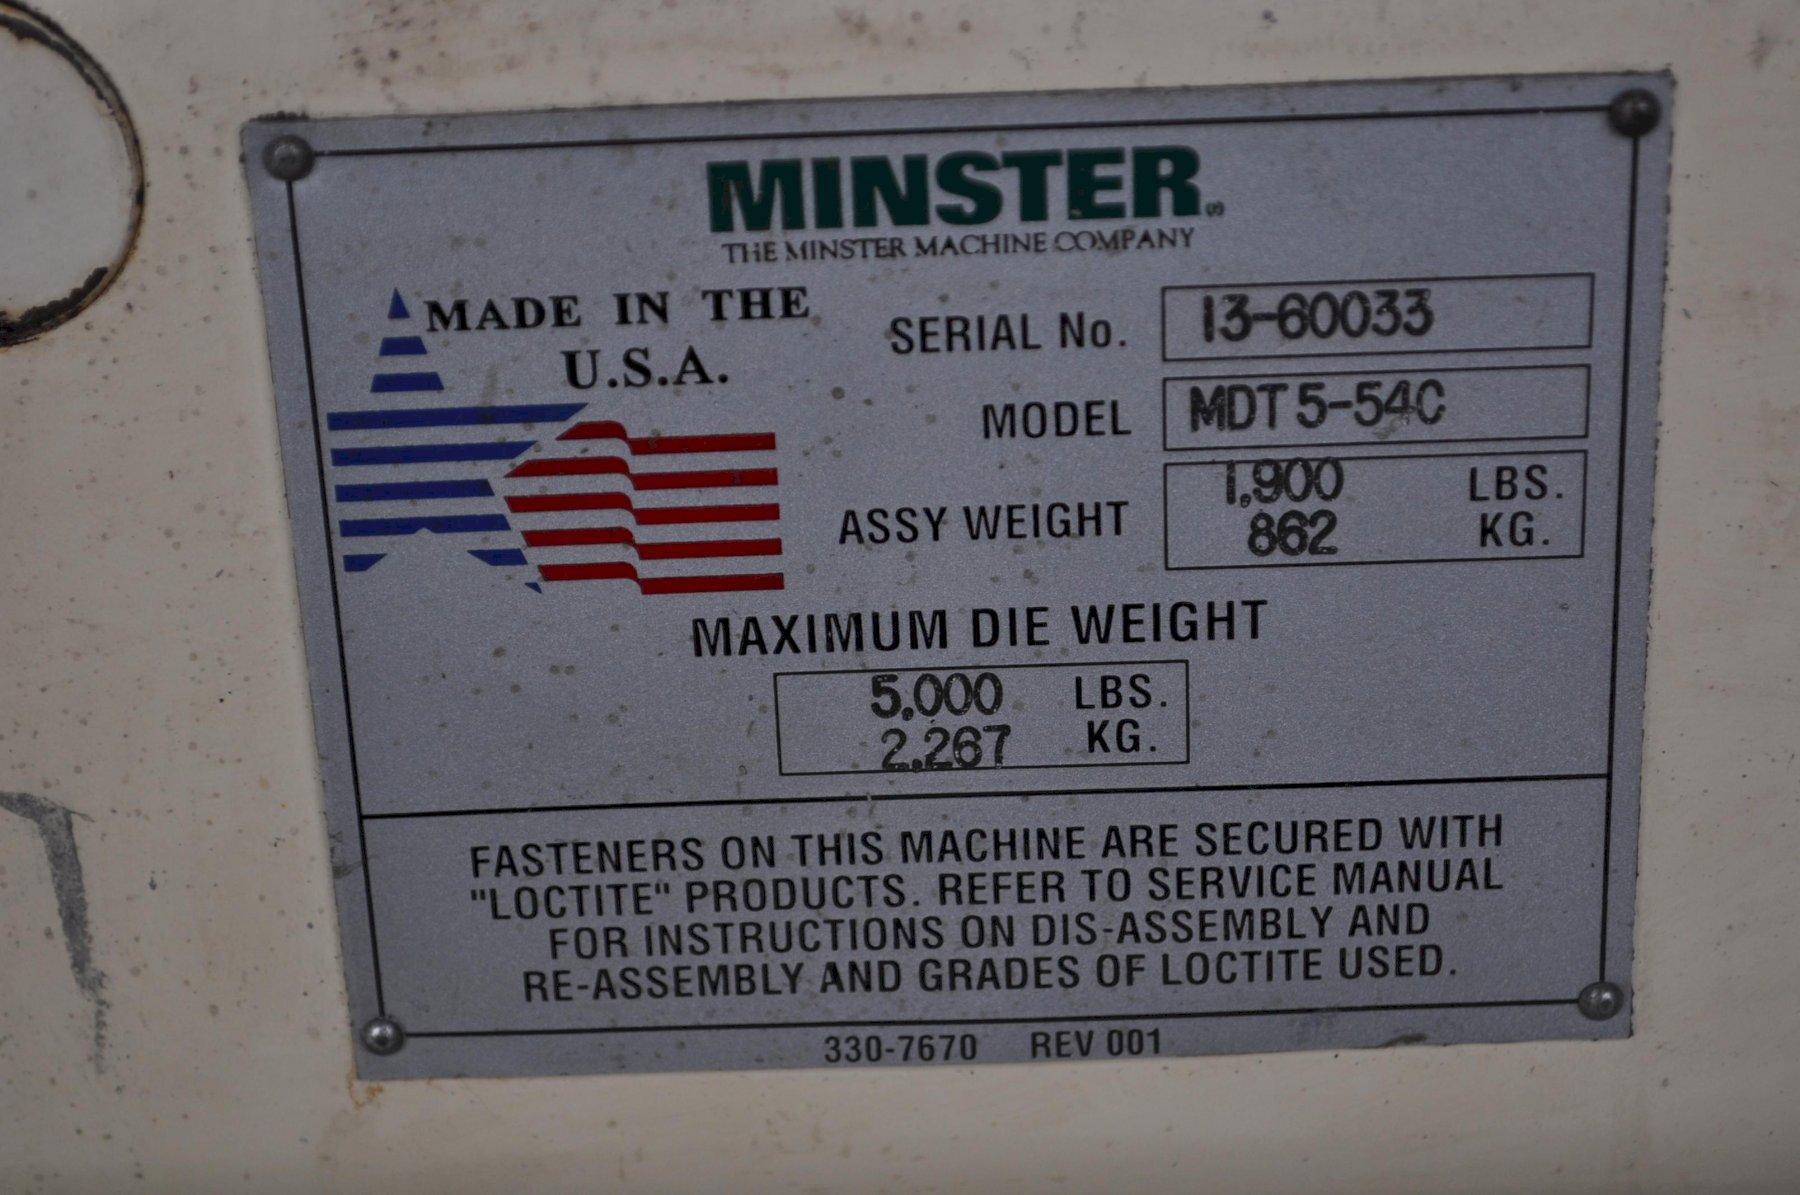 MINSTER®
THE MINSTER MACHINE COMPANY
MADE IN THE
U.S.A.
SERIAL No. 13-60033
MODEL MDT 5-54C
ASSY WEIGHT 1,900 LBS.
862 KG.
MAXIMUM DIE WEIGHT
5,000 LBS.
2,267 KG.
FASTENERS ON THIS MACHINE ARE SECURED WITH
"LOCTITE" PRODUCTS. REFER TO SERVICE MANUAL
FOR INSTRUCTIONS ON DIS-ASSEMBLY AND
RE-ASSEMBLY AND GRADES OF LOCTITE USED.
330-7670 REV 001